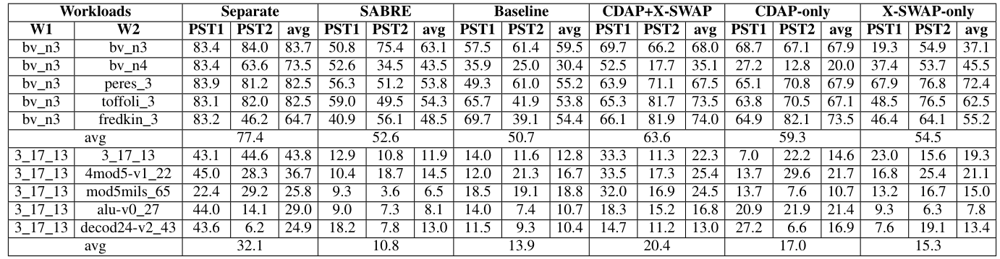 Workloads Separate SABRE Baseline CDAP+X-SWAP CDAP-only X-SWAP-only
W1 W2 PST1 PST2 avg PST1 PST2 avg PST1 PST2 avg PST1 PST2 avg PST1 PST2 avg PST1 PST2 avg
bv_n3 bv_n3 83.4 84.0 83.7 50.8 75.4 63.1 57.5 61.4 59.5 69.7 66.2 68.0 68.7 67.1 67.9 19.3 54.9 37.1
bv_n3 bv_n4 83.4 63.6 73.5 52.6 34.5 43.5 35.9 25.0 30.4 52.5 17.7 35.1 27.2 12.8 20.0 37.4 53.7 45.5
bv_n3 peres_3 83.9 81.2 82.5 56.3 51.2 53.8 49.3 61.0 55.2 63.9 71.1 67.5 65.1 70.8 67.9 67.9 76.8 72.4
bv_n3 toffoli_3 83.1 82.0 82.5 59.0 49.5 54.3 65.7 41.9 53.8 65.3 81.7 73.5 63.8 70.5 67.1 48.5 76.5 62.5
bv_n3 fredkin_3 83.2 46.2 64.7 40.9 56.1 48.5 69.7 39.1 54.4 66.1 81.9 74.0 64.9 82.1 73.5 46.4 64.1 55.2
avg 77.4 52.6 50.7 63.6 59.3 54.5
3_17_13 3_17_13 43.1 44.6 43.8 12.9 10.8 11.9 14.0 11.6 12.8 33.3 11.3 22.3 7.0 22.2 14.6 23.0 15.6 19.3
3_17_13 4mod5-v1_22 45.0 28.3 36.7 10.4 18.7 14.5 12.0 21.3 16.7 33.5 17.3 25.4 13.7 29.6 21.7 16.8 25.4 21.1
3_17_13 mod5mils_65 22.4 29.2 25.8 9.3 3.6 6.5 18.5 19.1 18.8 32.0 16.9 24.5 13.7 7.6 10.7 13.2 16.7 15.0
3_17_13 alu-v0_27 44.0 14.1 29.0 9.0 7.3 8.1 14.0 7.4 10.7 18.3 15.2 16.8 20.9 21.9 21.4 9.3 6.3 7.8
3_17_13 decod24-v2_43 43.6 6.2 24.9 18.2 7.8 13.0 11.5 9.3 10.4 14.7 11.2 13.0 27.2 6.6 16.9 7.6 19.1 13.4
avg 32.1 10.8 13.9 20.4 17.0 15.3